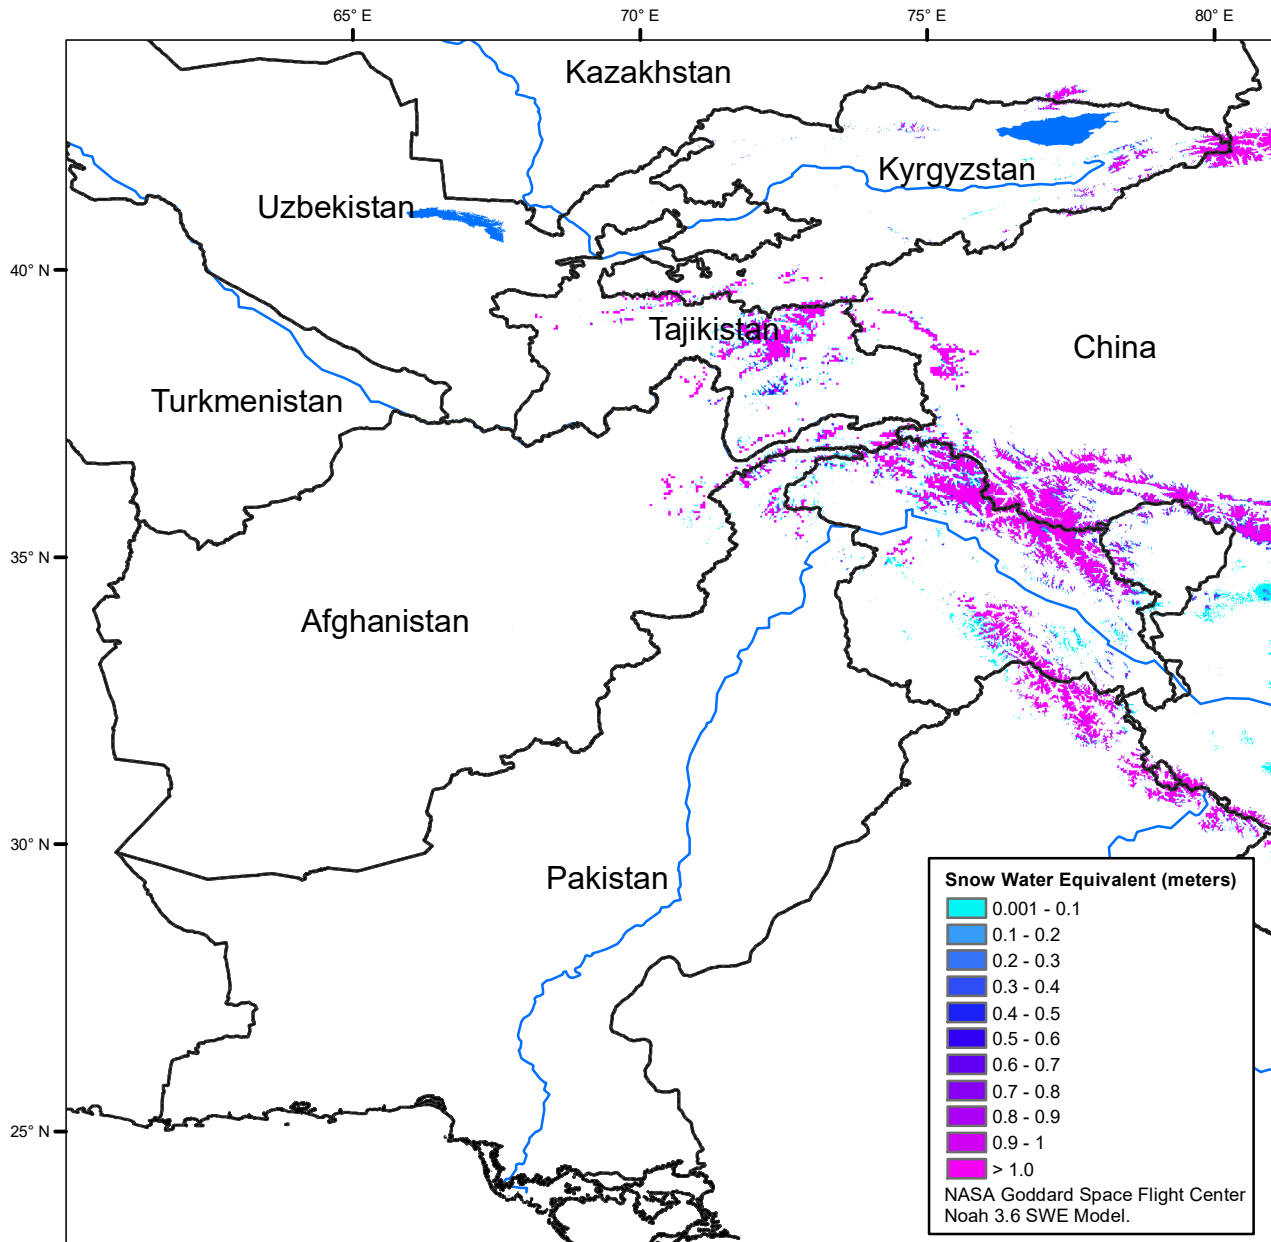 65° E 70° E 75° E 80° E
Kazakhstan
Kyrgyzstan
Uzbekistan
40° N
Tajikistan
China
Turkmenistan
35° N
Afghanistan
30° N
Pakistan
Snow Water Equivalent (meters)
0.001 - 0.1
0.1 - 0.2
0.2 - 0.3
0.3 - 0.4
0.4 - 0.5
0.5 - 0.6
0.6 - 0.7
0.7 - 0.8
0.8 - 0.9
0.9 - 1
> 1.0
25° N
NASA Goddard Space Flight Center
Noah 3.6 SWE Model.